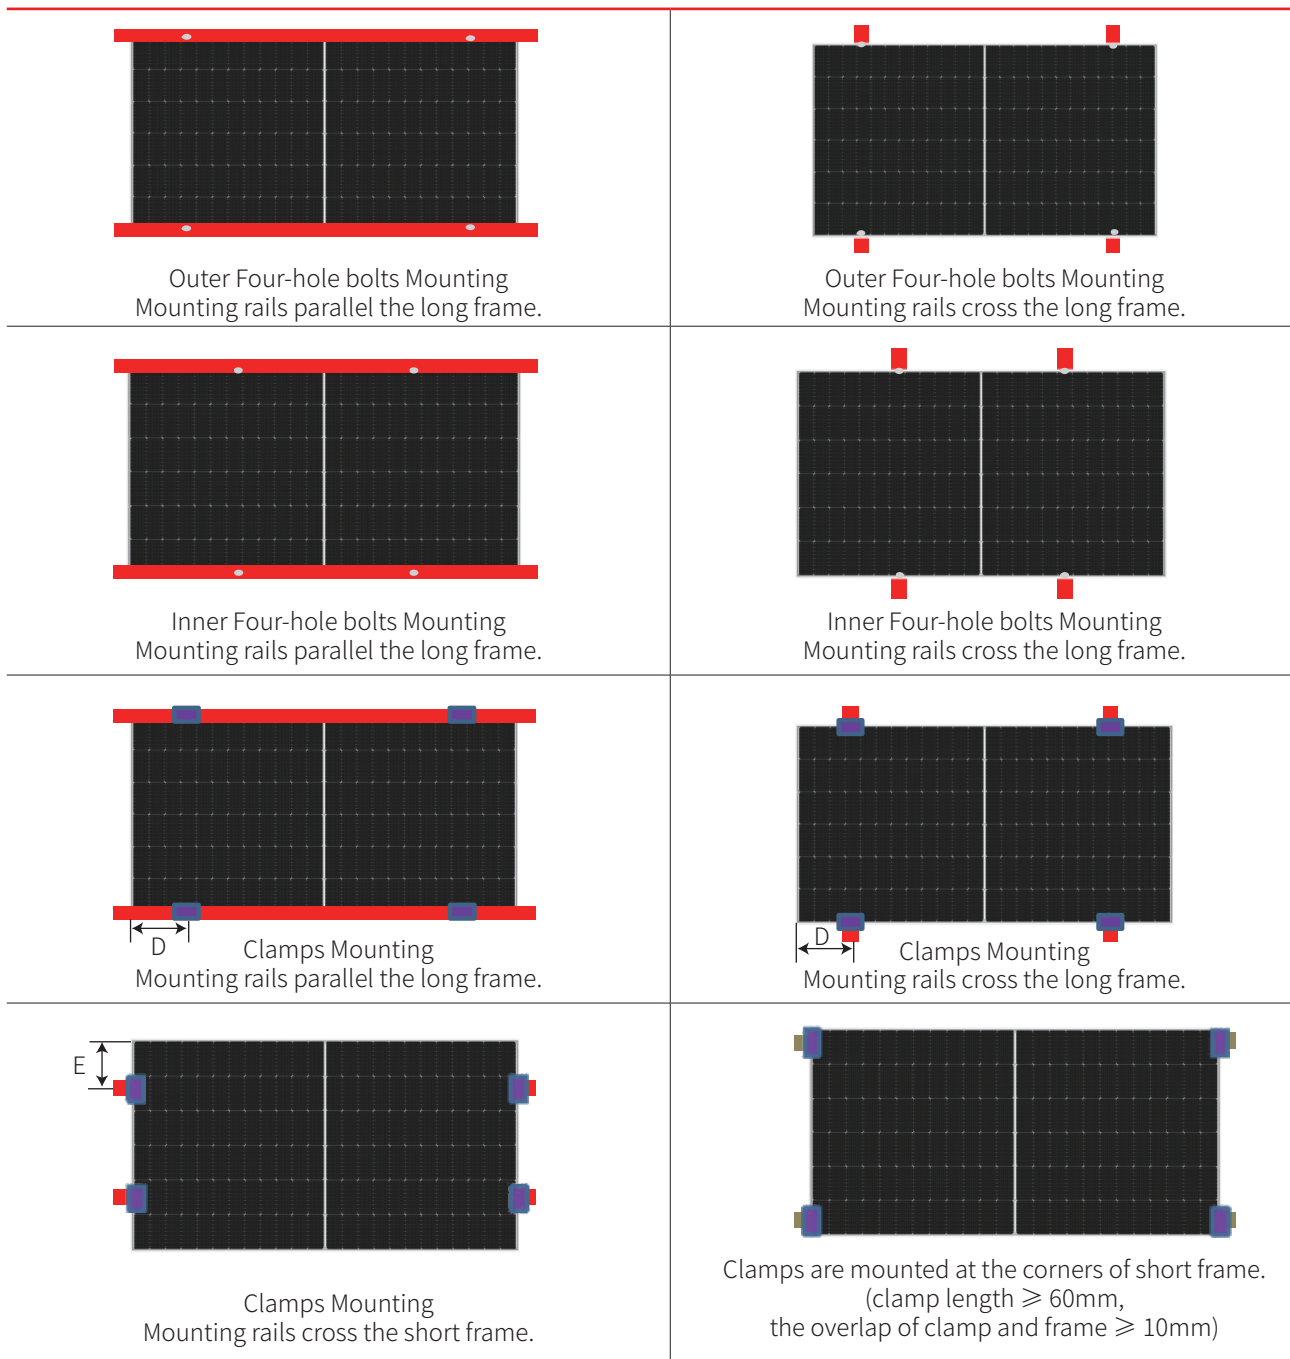 Outer Four-hole bolts Mounting
Mounting rails parallel the long frame.
Outer Four-hole bolts Mounting
Mounting rails cross the long frame.
Inner Four-hole bolts Mounting
Mounting rails parallel the long frame.
Inner Four-hole bolts Mounting
Mounting rails cross the long frame.
D
Clamps Mounting
Mounting rails parallel the long frame.
D
Clamps Mounting
Mounting rails cross the long frame.
E
Clamps Mounting
Mounting rails cross the short frame.
Clamps are mounted at the corners of short frame.
(clamp length ⩾ 60mm,
the overlap of clamp and frame ⩾ 10mm)